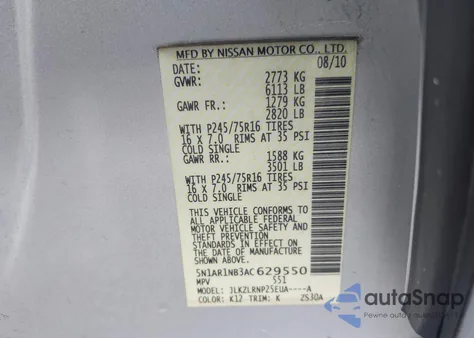 MFD BY NISSAN MOTOR CO., LTD.
DATE: 08/10
GVWR: 2773 KG
6113 LB
GAWR FR.: 1279 KG
2820 LB
WITH P245/75R16 TIRES
16 X 7.0 RIMS AT 35 PSI
COLD SINGLE
GAWR RR.: 1588 KG
3501 LB
WITH P245/75R16 TIRES
16 X 7.0 RIMS AT 35 PSI
COLD SINGLE
THIS VEHICLE CONFORMS TO
ALL APPLICABLE FEDERAL
MOTOR VEHICLE SAFETY AND
THEFT PREVENTION
STANDARDS IN EFFECT ON THE
DATE OF MANUFACTURE
SHOWN ABOVE.
5N1AR1NB3AC629550
MPV 551
MODEL: JLKZLRNP25EUA----A
COLOR: K12 TRIM: K ZS30A
autoSnap
Pewne auto z